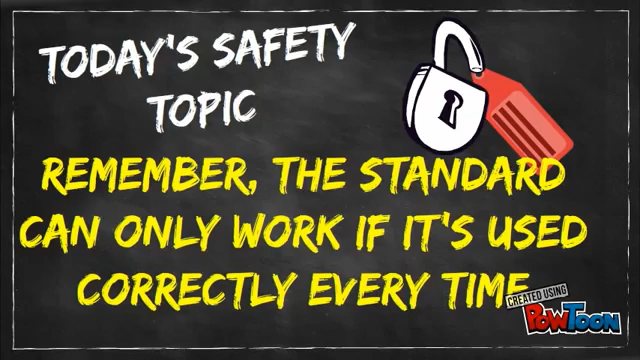 TODAY'S SAFETY
TOPIC
REMEMBER, THE STANDARD
CAN ONLY WORK IF IT'S USED
CORRECTLY EVERY TIME
CREATED USING
POWTOON